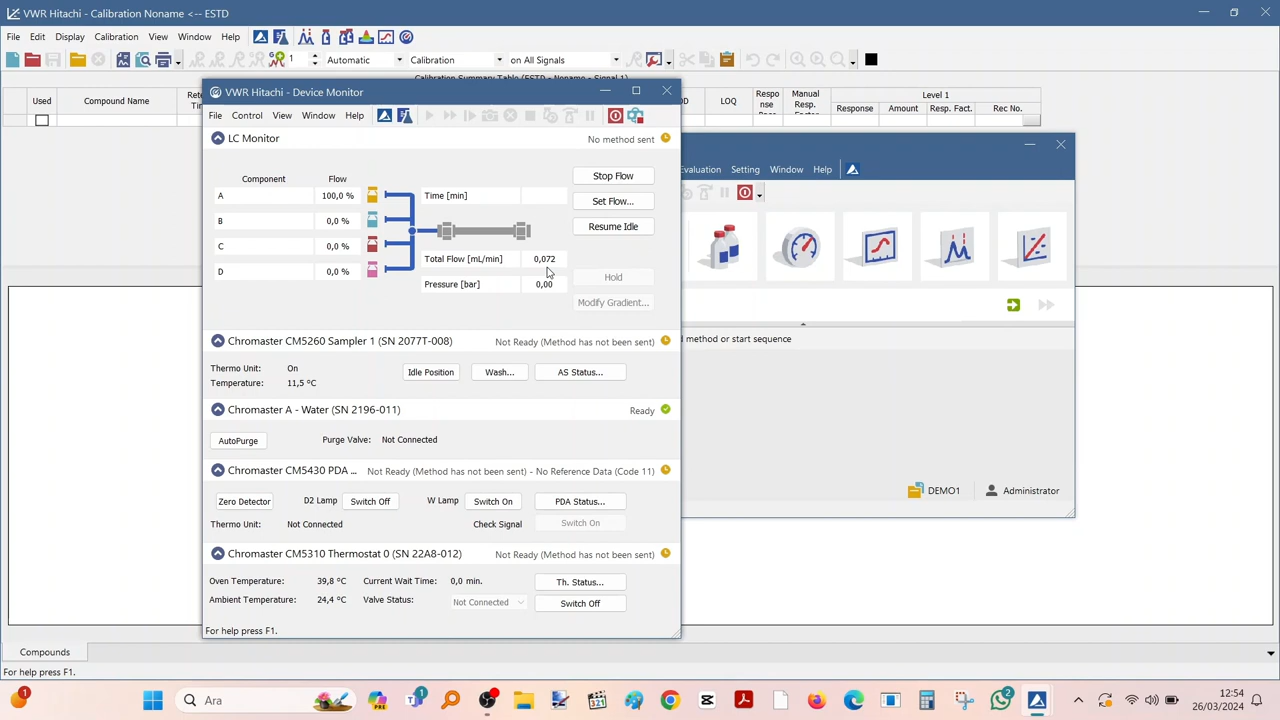 VWR Hitachi - Calibration Noname <-- ESTD
File Edit Display Calibration View Window Help
1 Automatic Calibration on All Signals
Calibration Summary Table (ESTD - Noname - Signal 1)
Used Compound Name Rete LOQ Respo nse Manual Resp. Level 1
Response Amount Resp. Fact. Rec No.
VWR Hitachi - Device Monitor
File Control View Window Help
LC Monitor No method sent
Component Flow
A 100,0 % Time [min] Stop Flow
B 0,0 % Set Flow...
C 0,0 % Resume Idle
D 0,0 %
Total Flow [mL/min] 0,072
Pressure [bar] 0,00
Hold
Modify Gradient...
Chromaster CM5260 Sampler 1 (SN 2077T-008) Not Ready (Method has not been sent)
Thermo Unit: On
Temperature: 11,5 ºC
Idle Position Wash... AS Status...
Chromaster A - Water (SN 2196-011) Ready
AutoPurge Purge Valve: Not Connected
Chromaster CM5430 PDA ... Not Ready (Method has not been sent) - No Reference Data (Code 11)
Zero Detector D2 Lamp Switch Off W Lamp Switch On PDA Status...
Thermo Unit: Not Connected Check Signal Switch On
Chromaster CM5310 Thermostat 0 (SN 22A8-012) Not Ready (Method has not been sent)
Oven Temperature: 39,8 ºC Current Wait Time: 0,0 min. Th. Status...
Ambient Temperature: 24,4 ºC Valve Status: Not Connected Switch Off
For help press F1.
Evaluation Setting Window Help
d method or start sequence
DEMO1 Administrator
Compounds
For help press F1.
Ara
12:54
26/03/2024